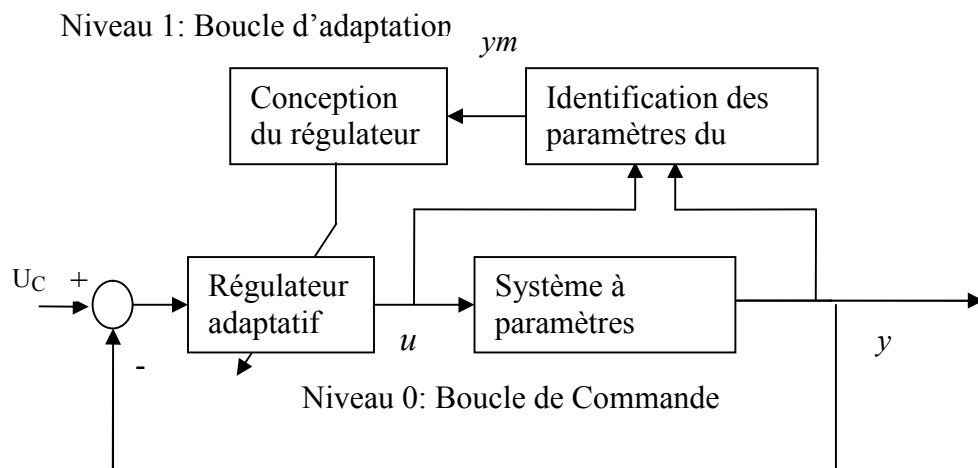 Niveau 1: Boucle d’adaptation
ym
Conception
du régulateur
Identification des
paramètres du
U_C +
Régulateur
adaptatif
Système à
paramètres
u
y
-
Niveau 0: Boucle de Commande